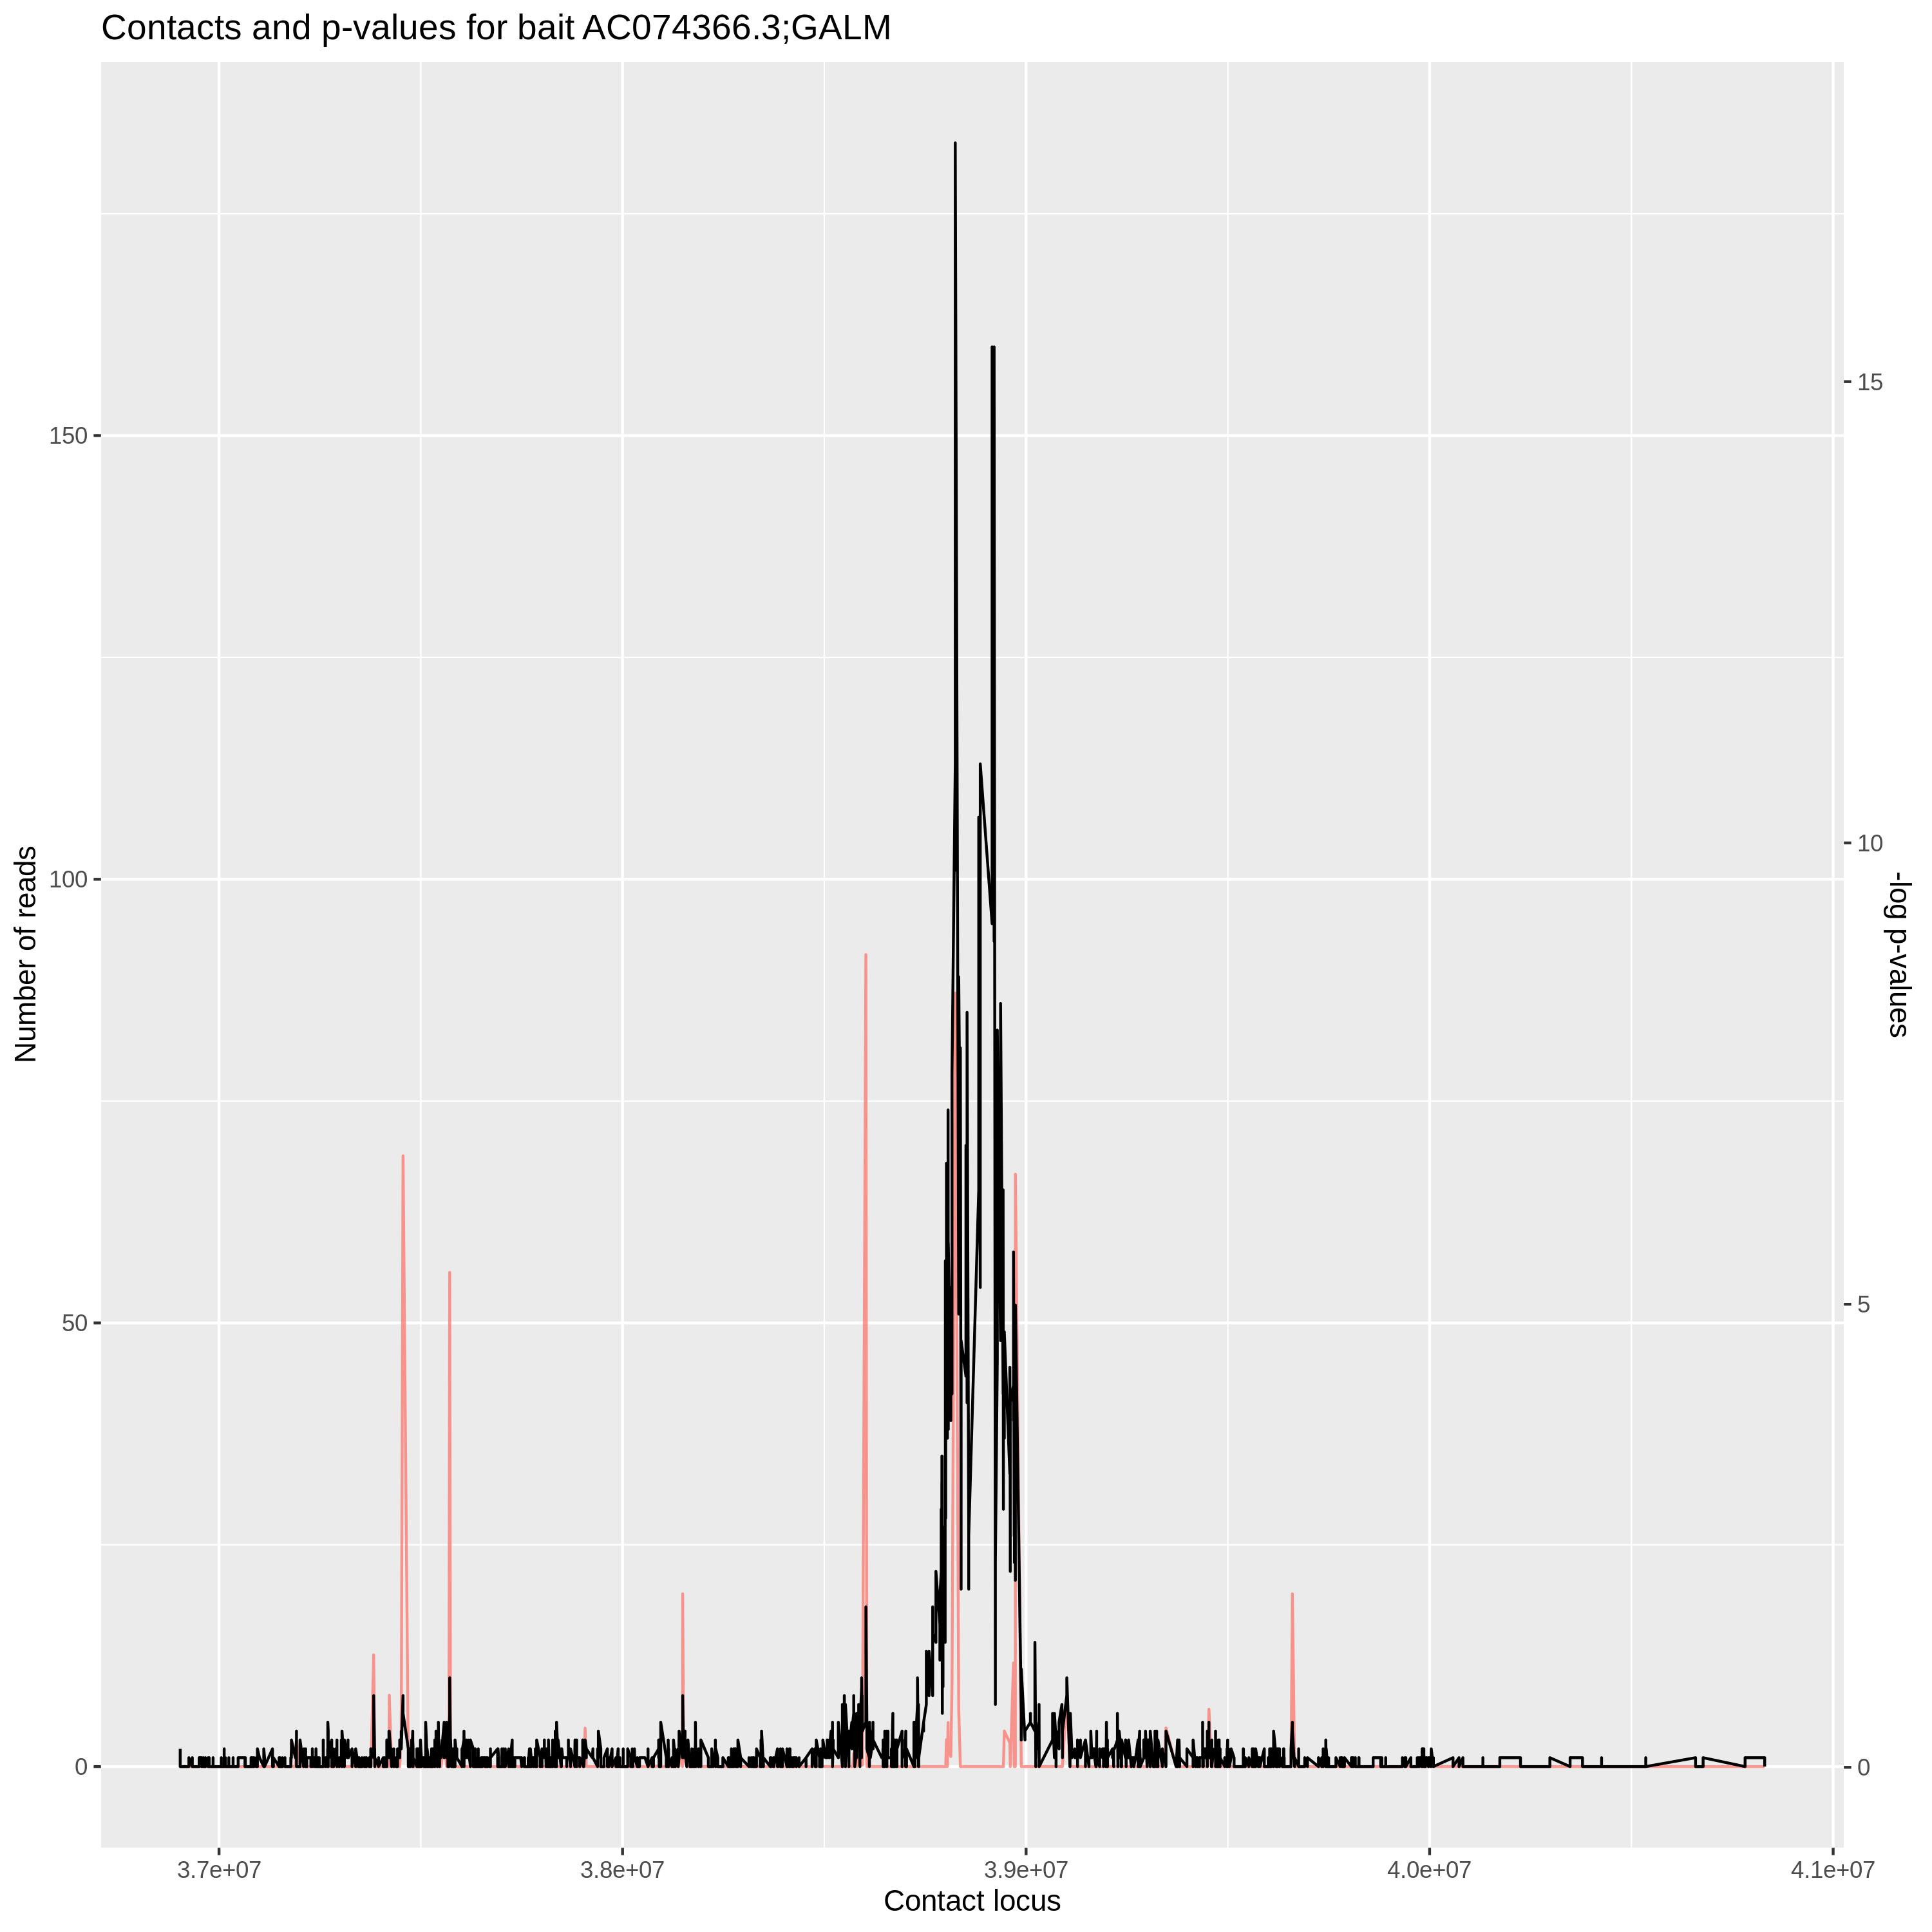 Contacts and p-values for bait AC074366.3;GALM
Number of reads
150
100
50
0
15
10
5
0
-log p-values
3.7e+07
3.8e+07
3.9e+07
4.0e+07
4.1e+07
Contact locus